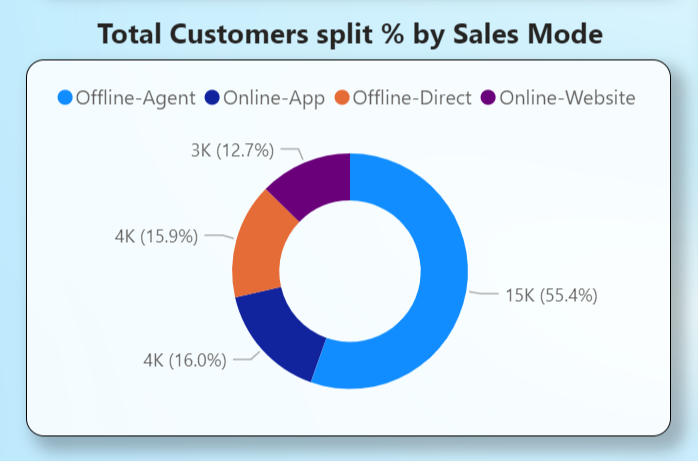 Total Customers split % by Sales Mode
Offline-Agent Online-App Offline-Direct Online-Website
3K (12.7%)
4K (15.9%)
15K (55.4%)
4K (16.0%)